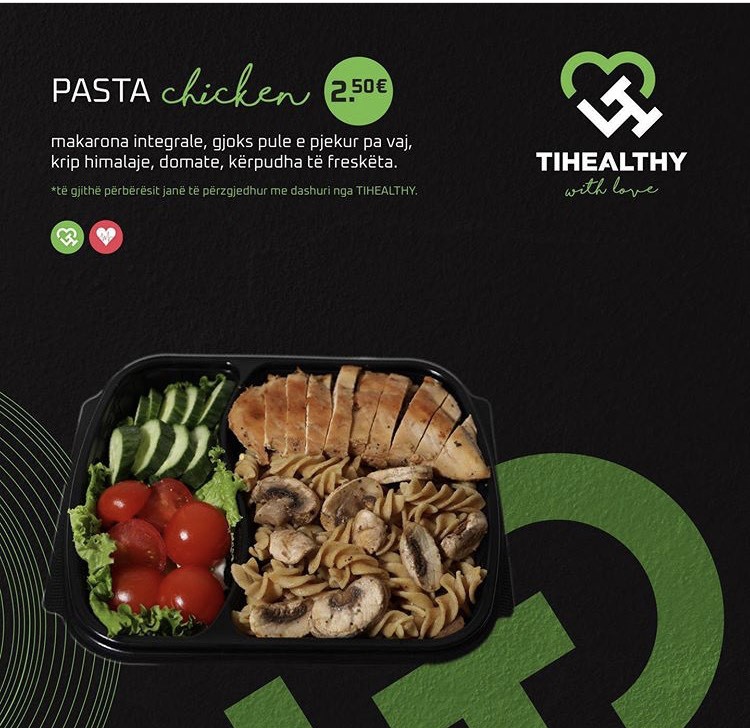 PASTA chicken 2.50€
makarona integrale, gjoks pule e pjekur pa vaj,
krip himalaje, domate, kërpudha të freskëta.
*të gjithë përbërësit janë të përzgjedhur me dashuri nga TIHEALTHY.
TIHEALTHY
with love